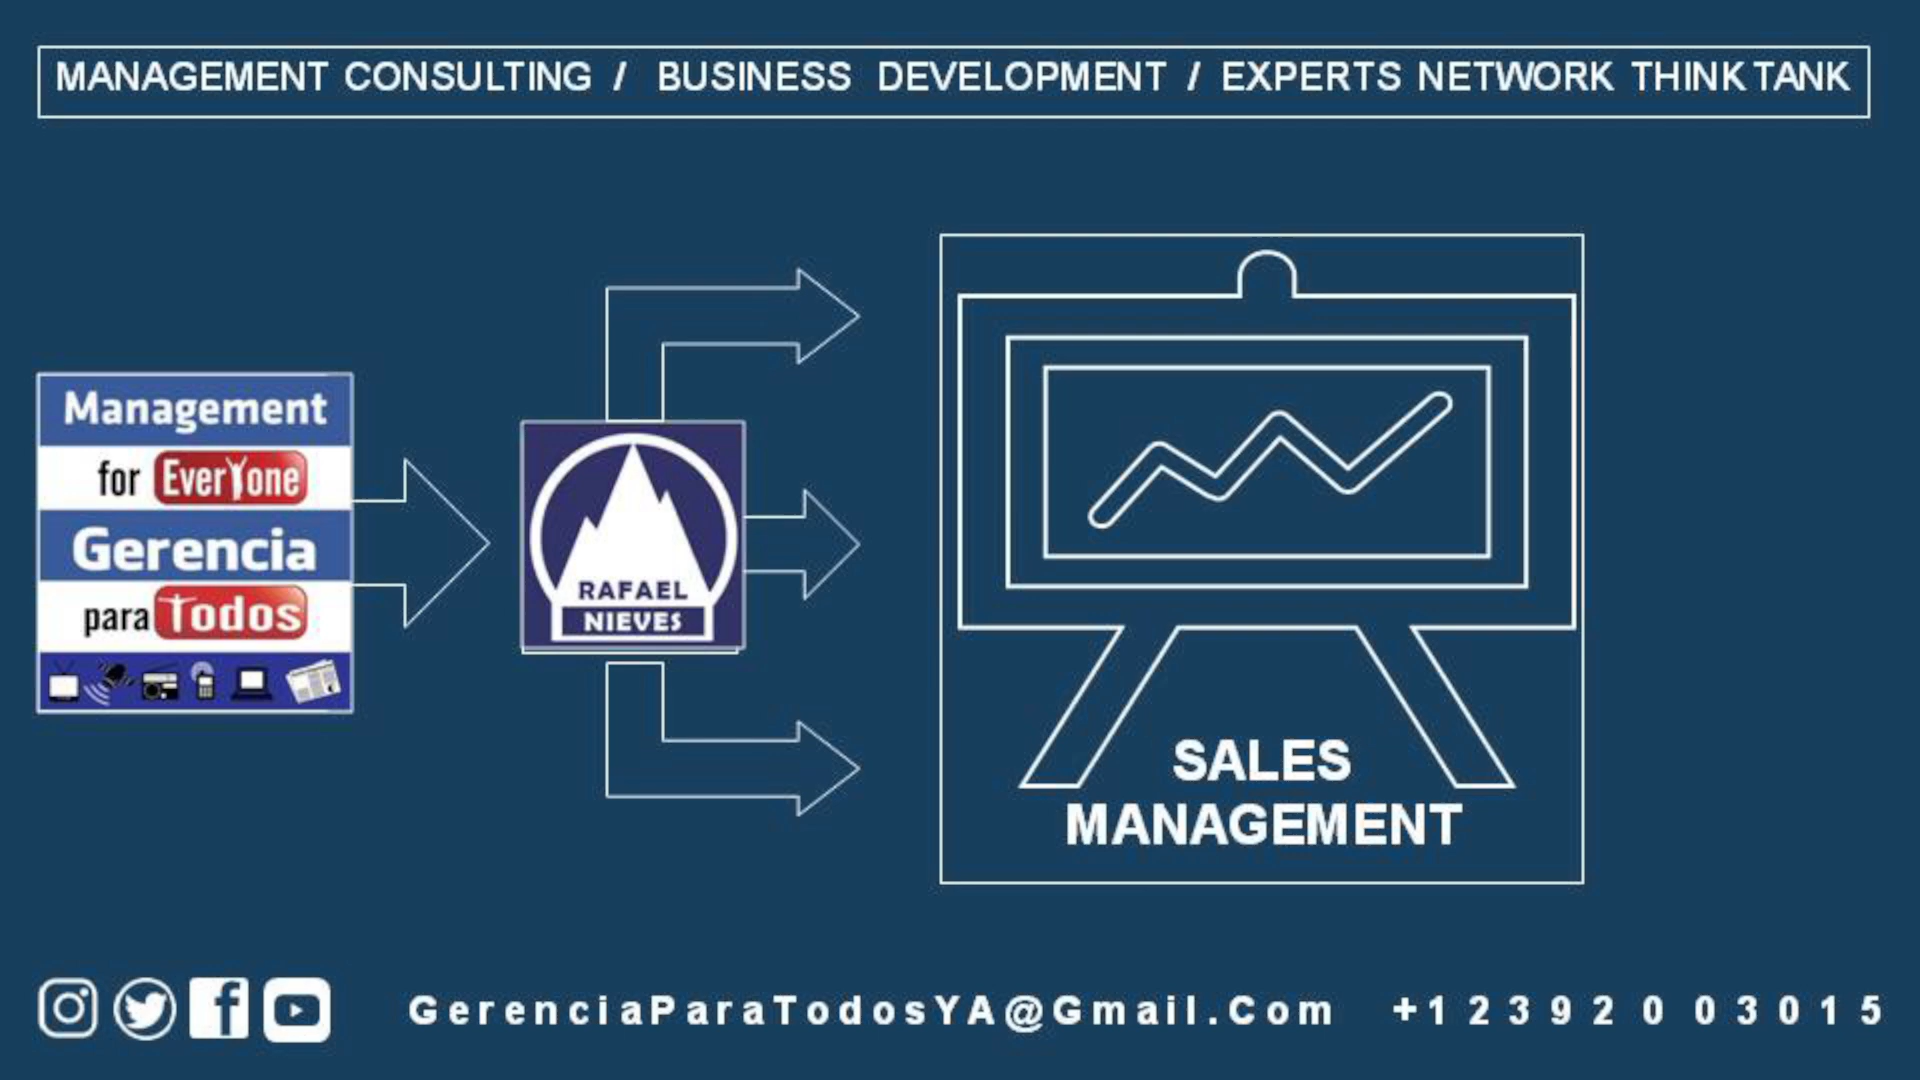 MANAGEMENT CONSULTING / BUSINESS DEVELOPMENT / EXPERTS NETWORK THINK TANK
Management
for EverYone
Gerencia
para Todos
RAFAEL
NIEVES
SALES
MANAGEMENT
GerenciaParaTodosYA@Gmail.Com +1 2 3 9 2 0 0 3 0 1 5